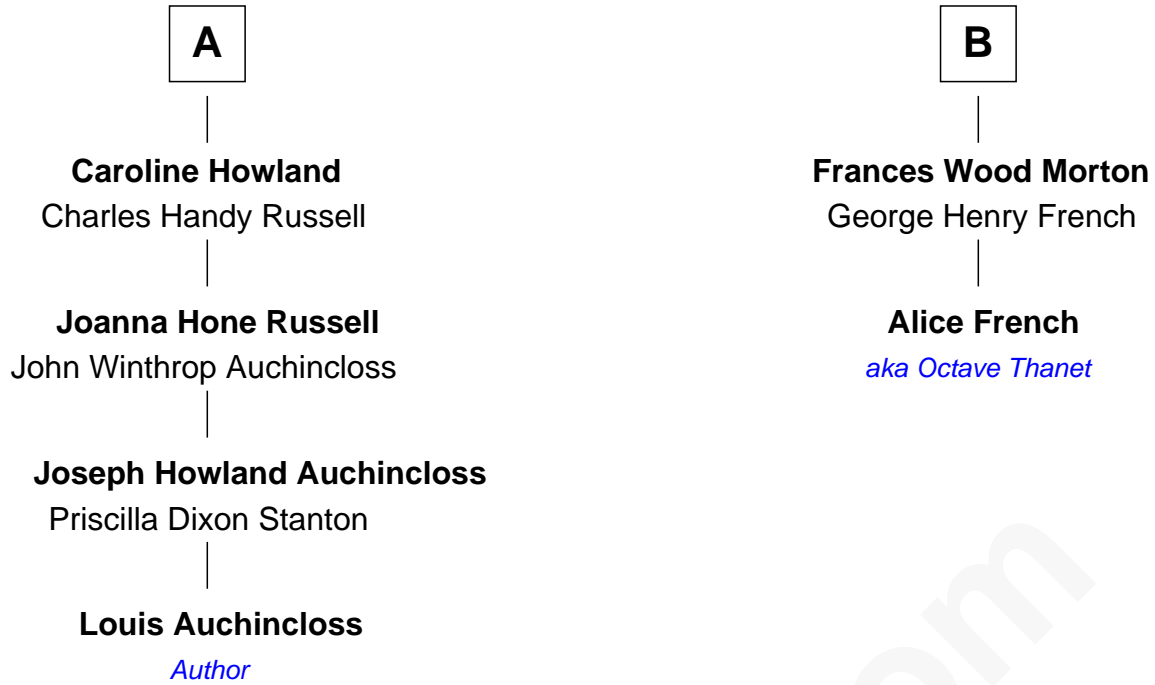 A
Caroline Howland
Charles Handy Russell
Joanna Hone Russell
John Winthrop Auchincloss
Joseph Howland Auchincloss
Priscilla Dixon Stanton
Louis Auchincloss
Author
B
Frances Wood Morton
George Henry French
Alice French
aka Octave Thanet
om